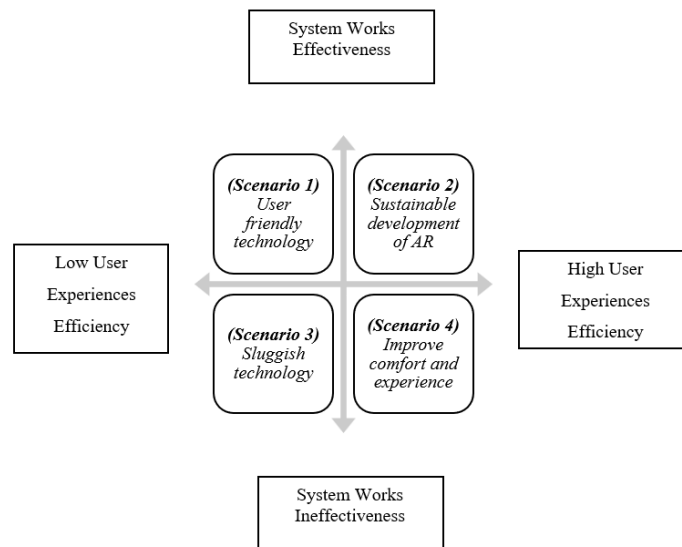 System Works
Effectiveness
(Scenario 1)
User
friendly
technology
(Scenario 2)
Sustainable
development
of AR
Low User
Experiences
Efficiency
High User
Experiences
Efficiency
(Scenario 3)
Sluggish
technology
(Scenario 4)
Improve
comfort and
experience
System Works
Ineffectiveness